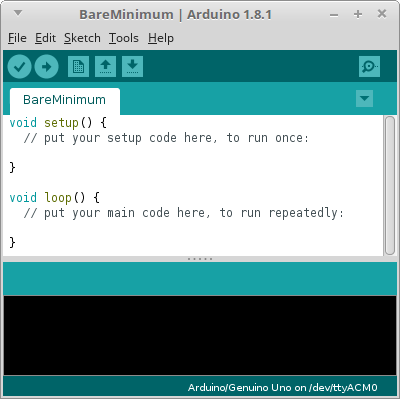 BareMinimum | Arduino 1.8.1
File Edit Sketch Tools Help
BareMinimum
void setup() {
  // put your setup code here, to run once:
}
void loop() {
  // put your main code here, to run repeatedly:
}
Arduino/Genuino Uno on /dev/ttyACM0